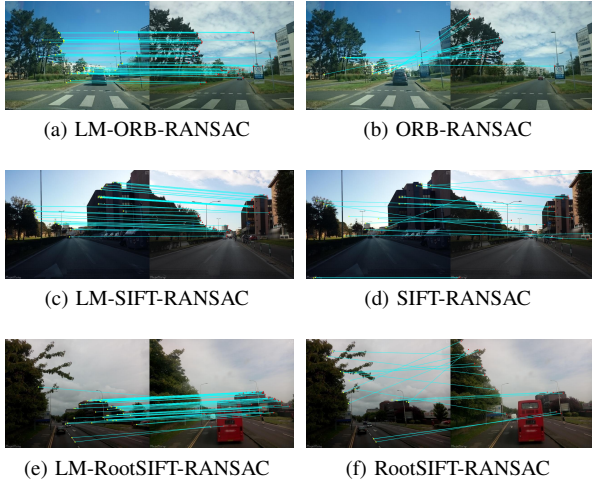 (a) LM-ORB-RANSAC
(b) ORB-RANSAC
(c) LM-SIFT-RANSAC
(d) SIFT-RANSAC
(e) LM-RootSIFT-RANSAC
(f) RootSIFT-RANSAC